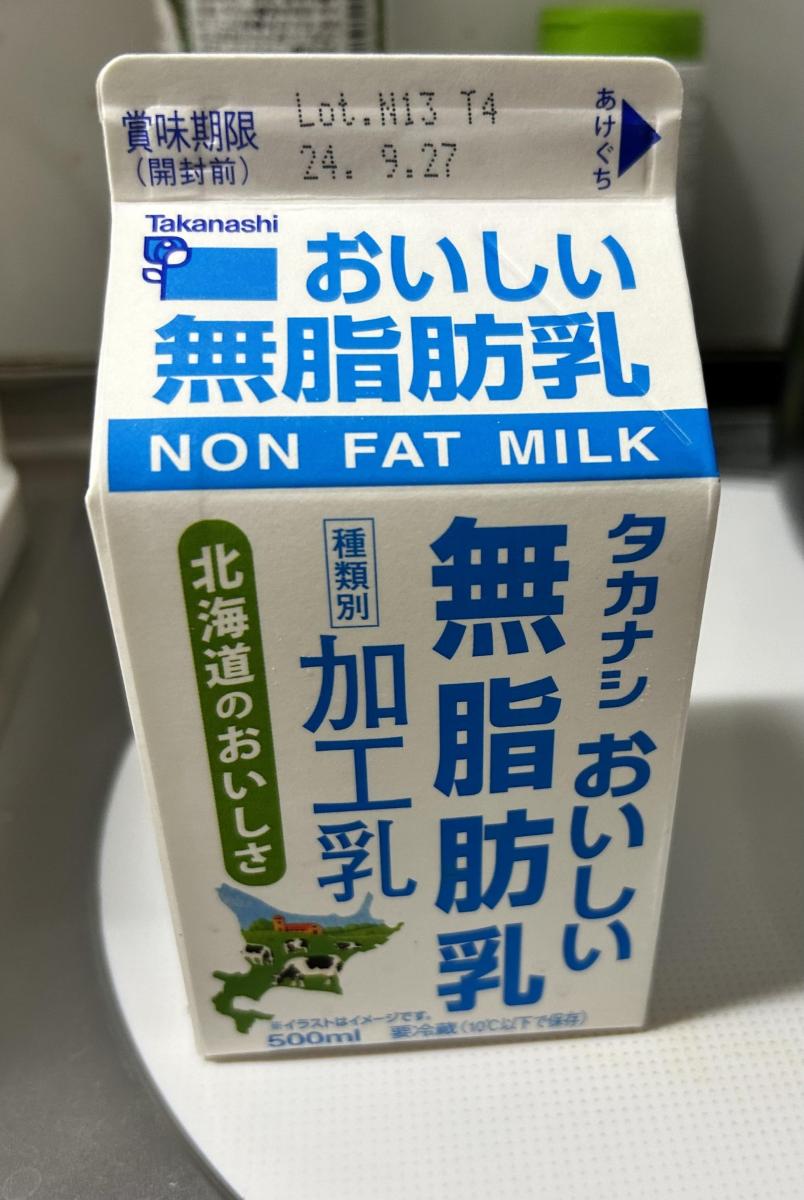 賞味期限
(開封前)
Lot.N13 T4
24. 9.27
あけぐち
Takanashi
おいしい
無脂肪乳
NON FAT MILK
タカナシ おいしい
無脂肪乳
種類別
加工乳
北海道のおいしさ
※イラストはイメージです。
500ml 要冷蔵(10℃以下で保存)